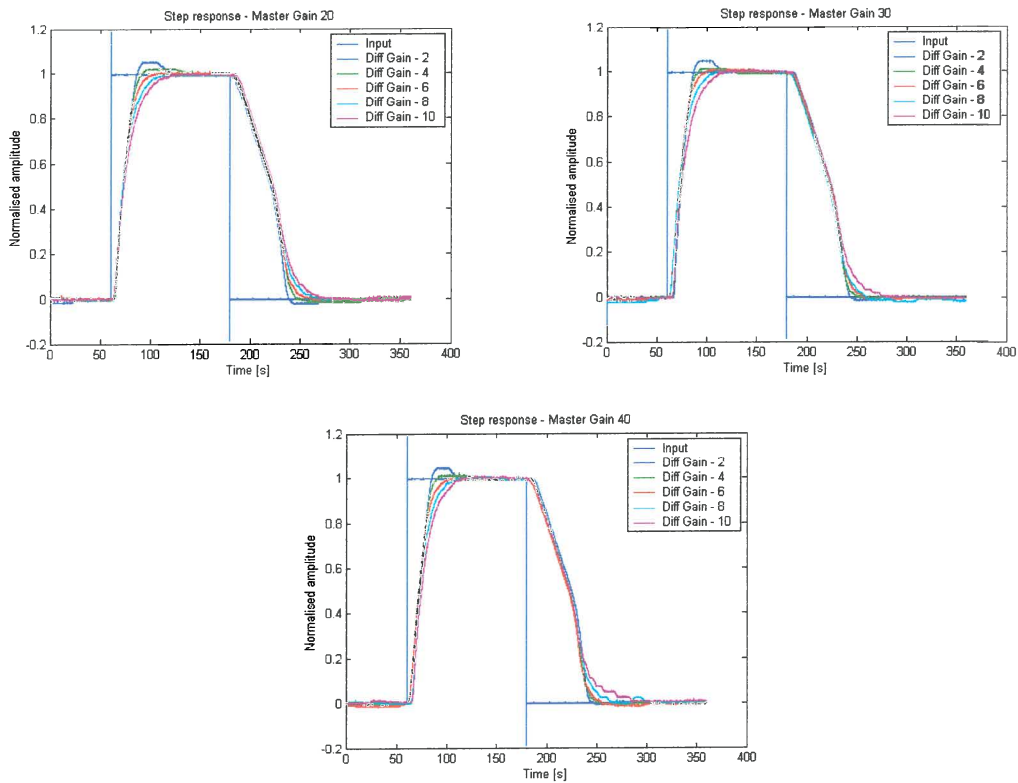 Step response - Master Gain 20
1.2
1
0.8
0.6
0.4
0.2
0
-0.2
Normalised amplitude
0 50 100 150 200 250 300 350 400
Time [s]
Input
Diff Gain - 2
Diff Gain - 4
Diff Gain - 6
Diff Gain - 8
Diff Gain - 10
Step response - Master Gain 30
1.2
1
0.8
0.6
0.4
0.2
0
-0.2
Normalised amplitude
0 50 100 150 200 250 300 350 400
Time [s]
Input
Diff Gain - 2
Diff Gain - 4
Diff Gain - 6
Diff Gain - 8
Diff Gain - 10
Step response - Master Gain 40
1.2
1
0.8
0.6
0.4
0.2
0
-0.2
Normalised amplitude
0 50 100 150 200 250 300 350 400
Time [s]
Input
Diff Gain - 2
Diff Gain - 4
Diff Gain - 6
Diff Gain - 8
Diff Gain - 10